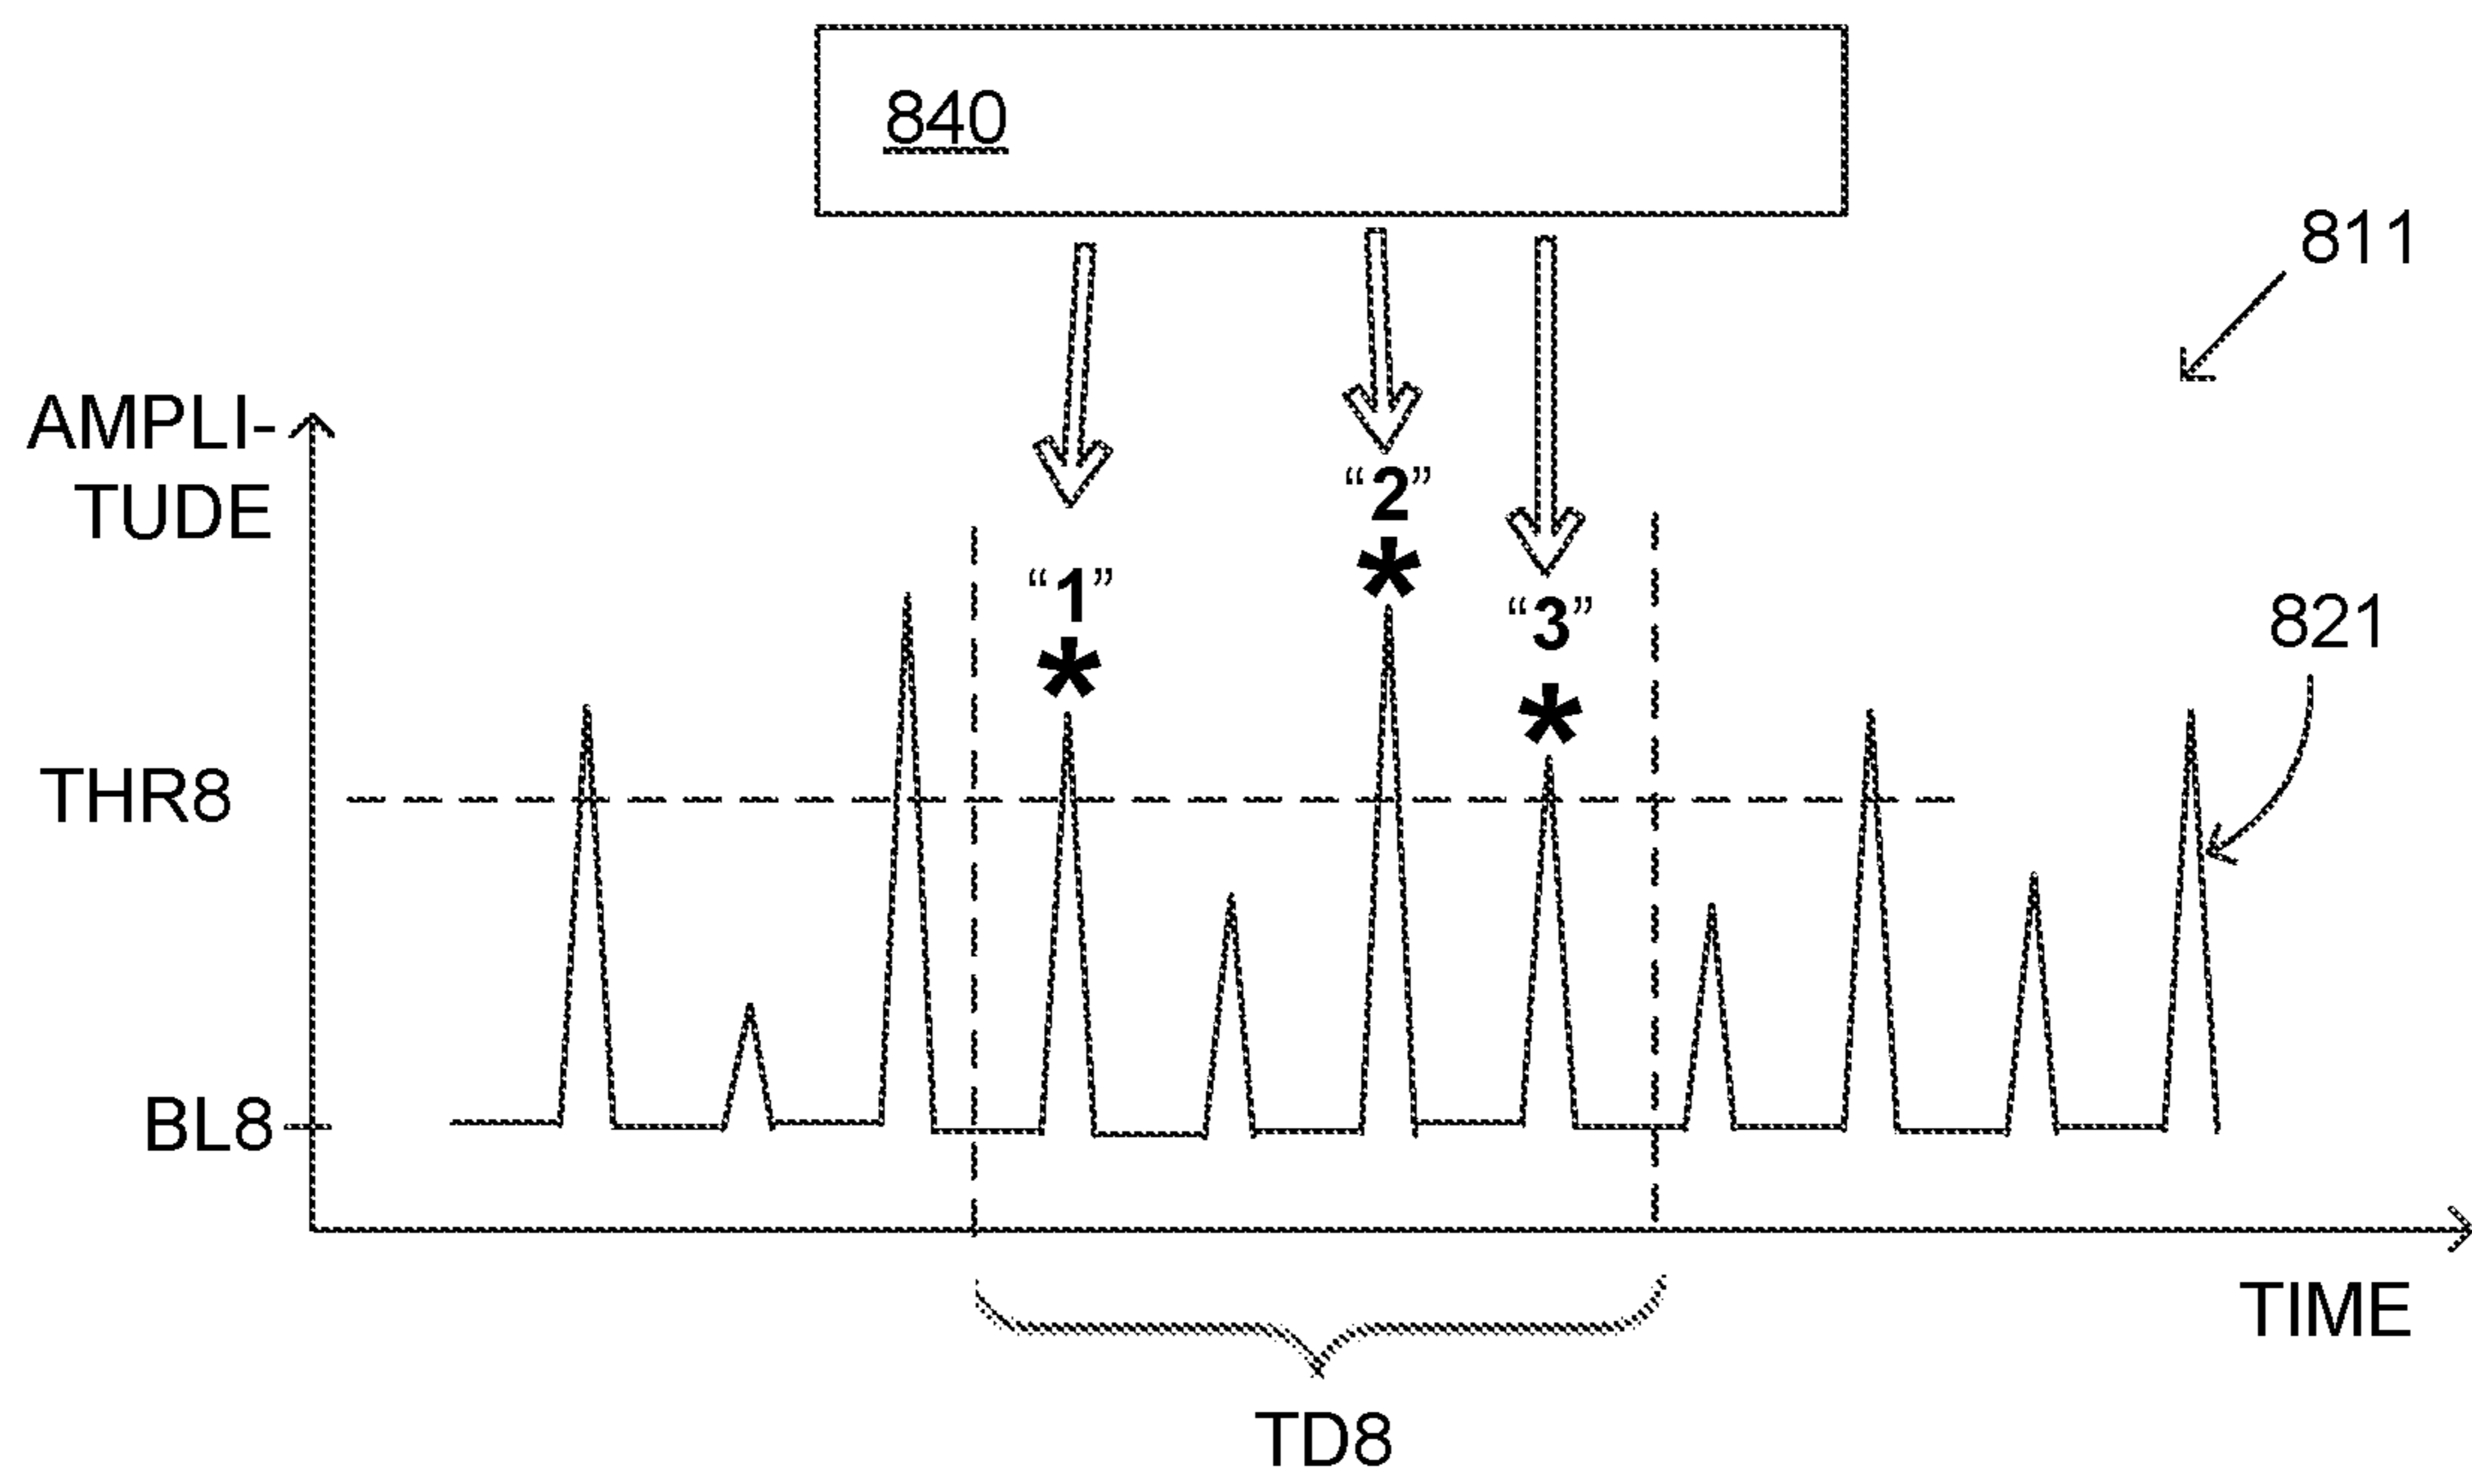 840
811
AMPLI-
TUDE
“2”
“1”
“3”
*
*
*
821
THR8
BL8
TIME
TD8